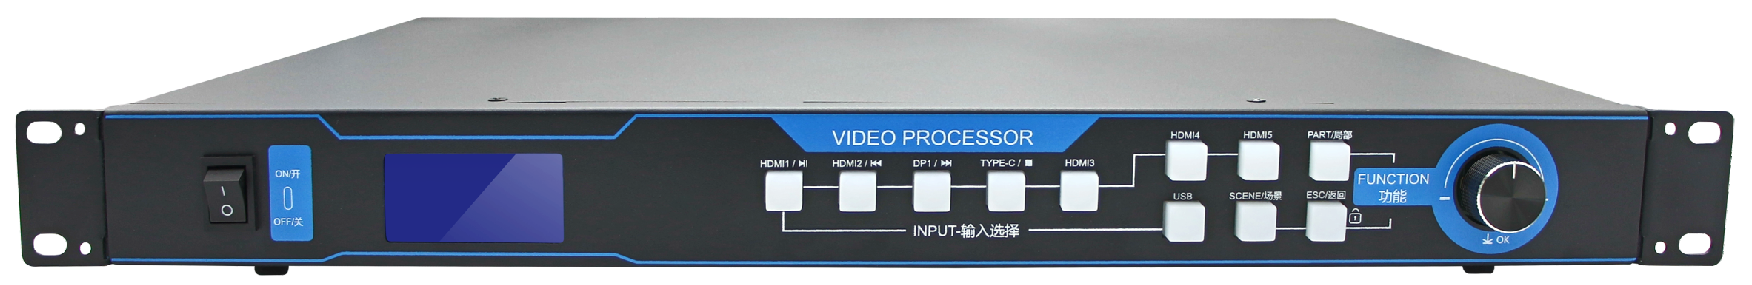 VIDEO PROCESSOR
HDMI1 / ⏯
HDMI2 / ⏮
DP1 / ⏭
TYPE-C / ⏹
HDMI3
HDMI4
HDMI5
PART/局部
USB
SCENE/场景
ESC/返回
INPUT-输入选择
FUNCTION
功能
OK
ON/开
OFF/关